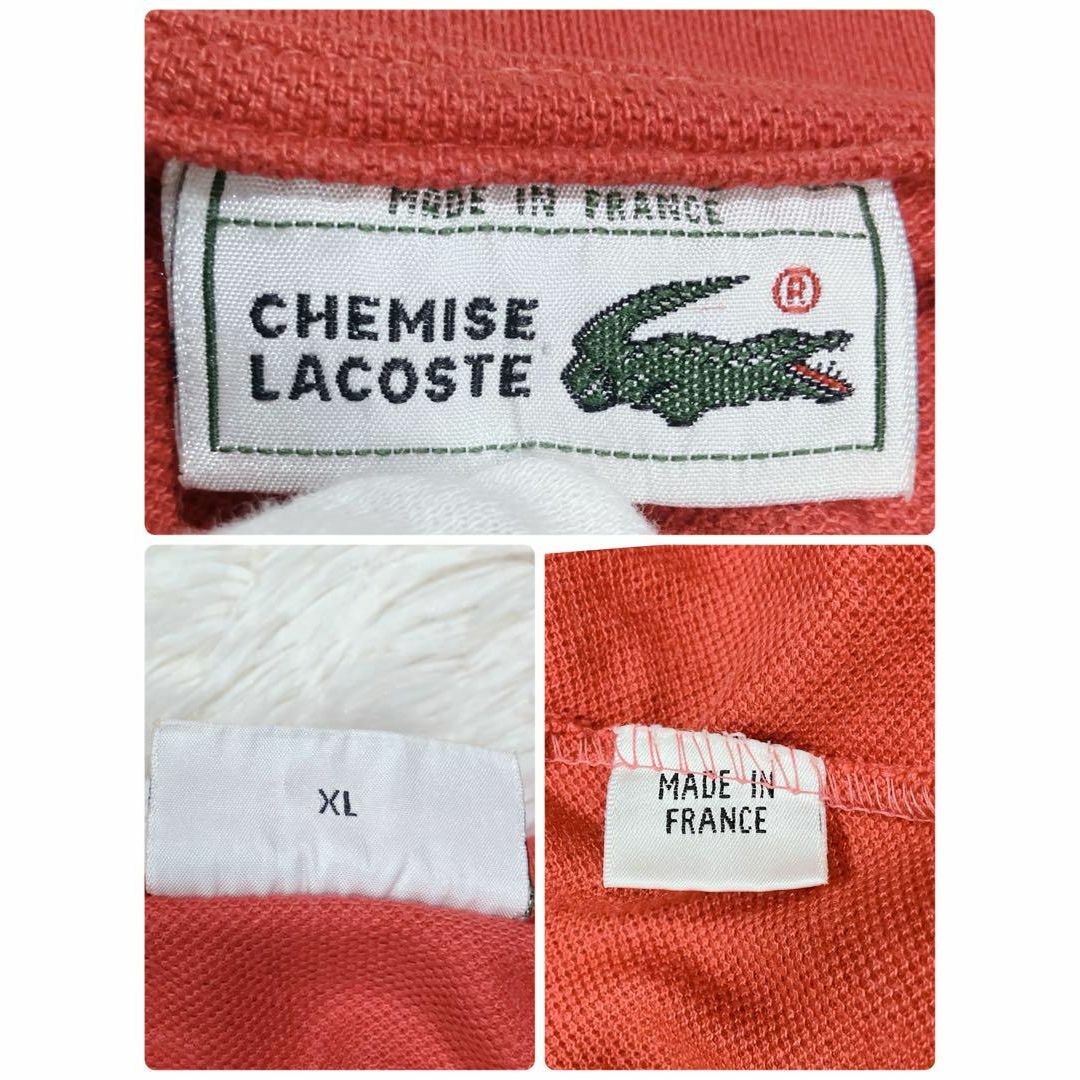 MADE IN FRANCE
CHEMISE
LACOSTE
®
XL
MADE IN
FRANCE